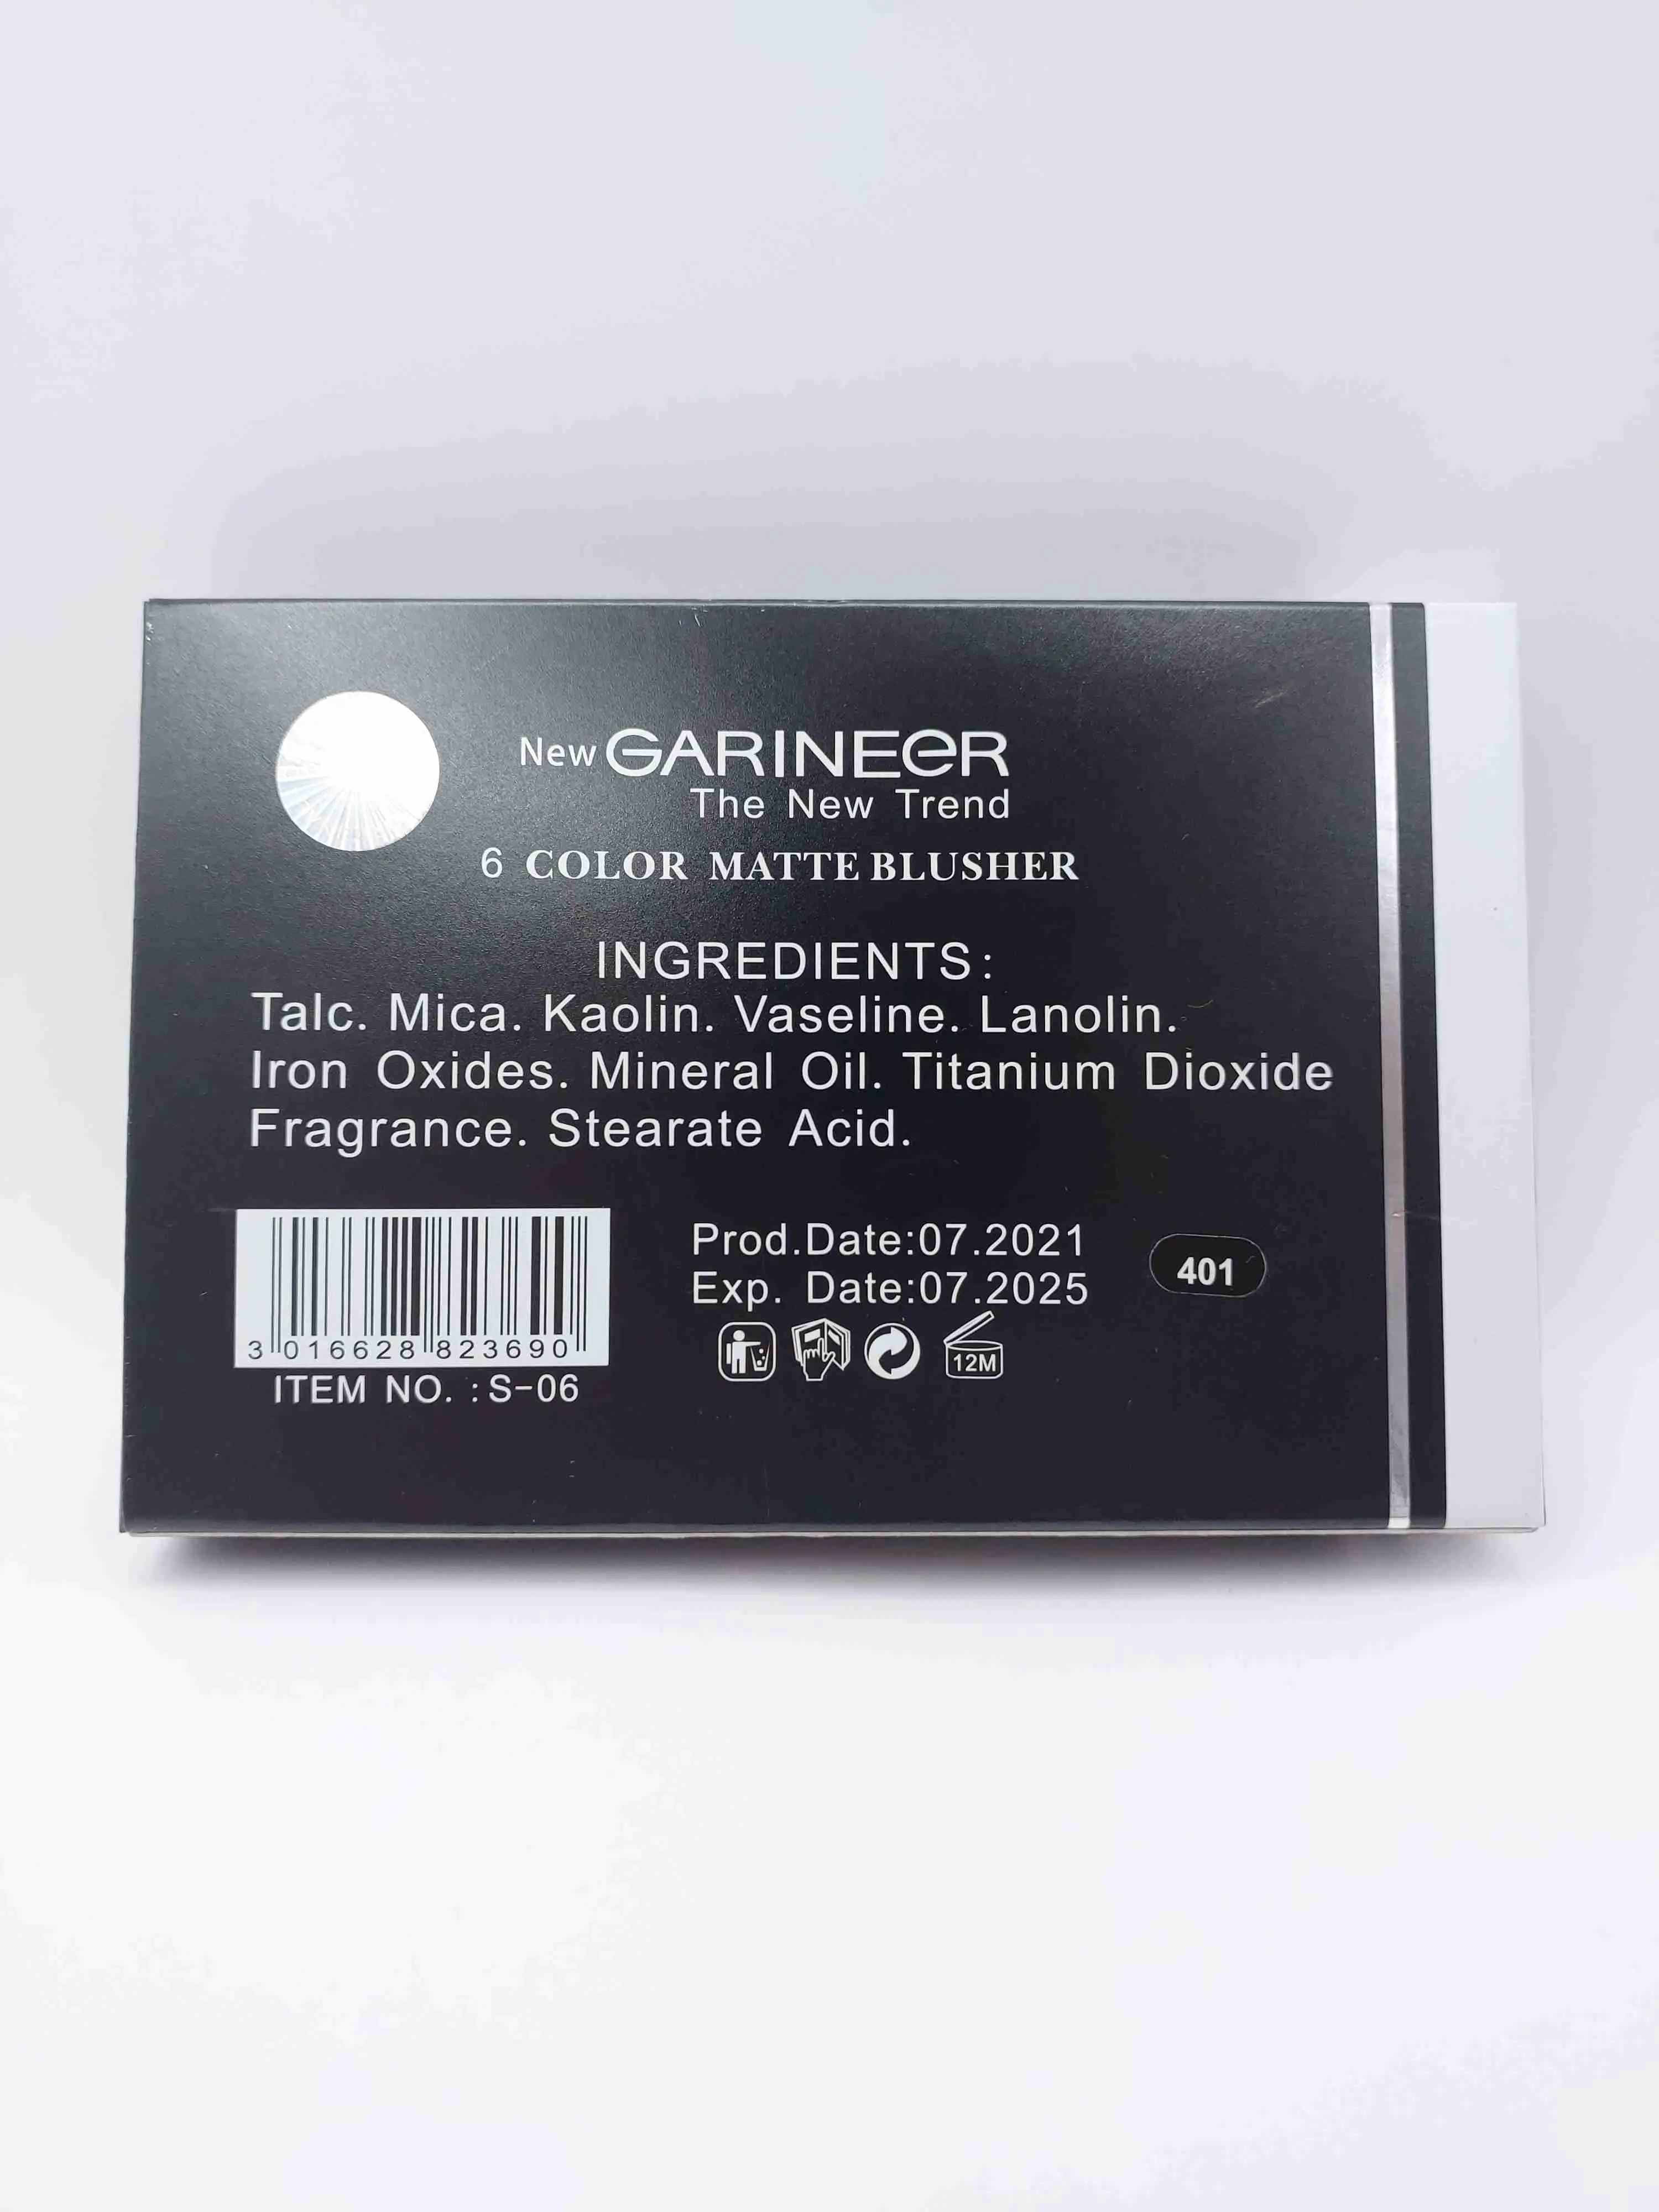 New GARINEER
The New Trend
6 COLOR MATTE BLUSHER
INGREDIENTS:
Talc. Mica. Kaolin. Vaseline. Lanolin.
Iron Oxides. Mineral Oil. Titanium Dioxide
Fragrance. Stearate Acid.
3 016628 823690
ITEM NO. : S-06
Prod.Date:07.2021
Exp. Date:07.2025
401
12M